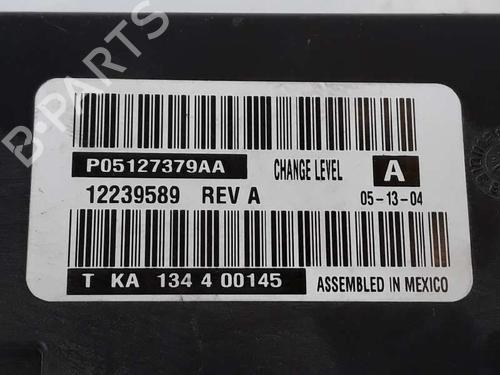 P05127379AA CHANGE LEVEL A
12239589 REV A 05-13-04
T KA 134 4 00145 ASSEMBLED IN MEXICO
B-PARTS